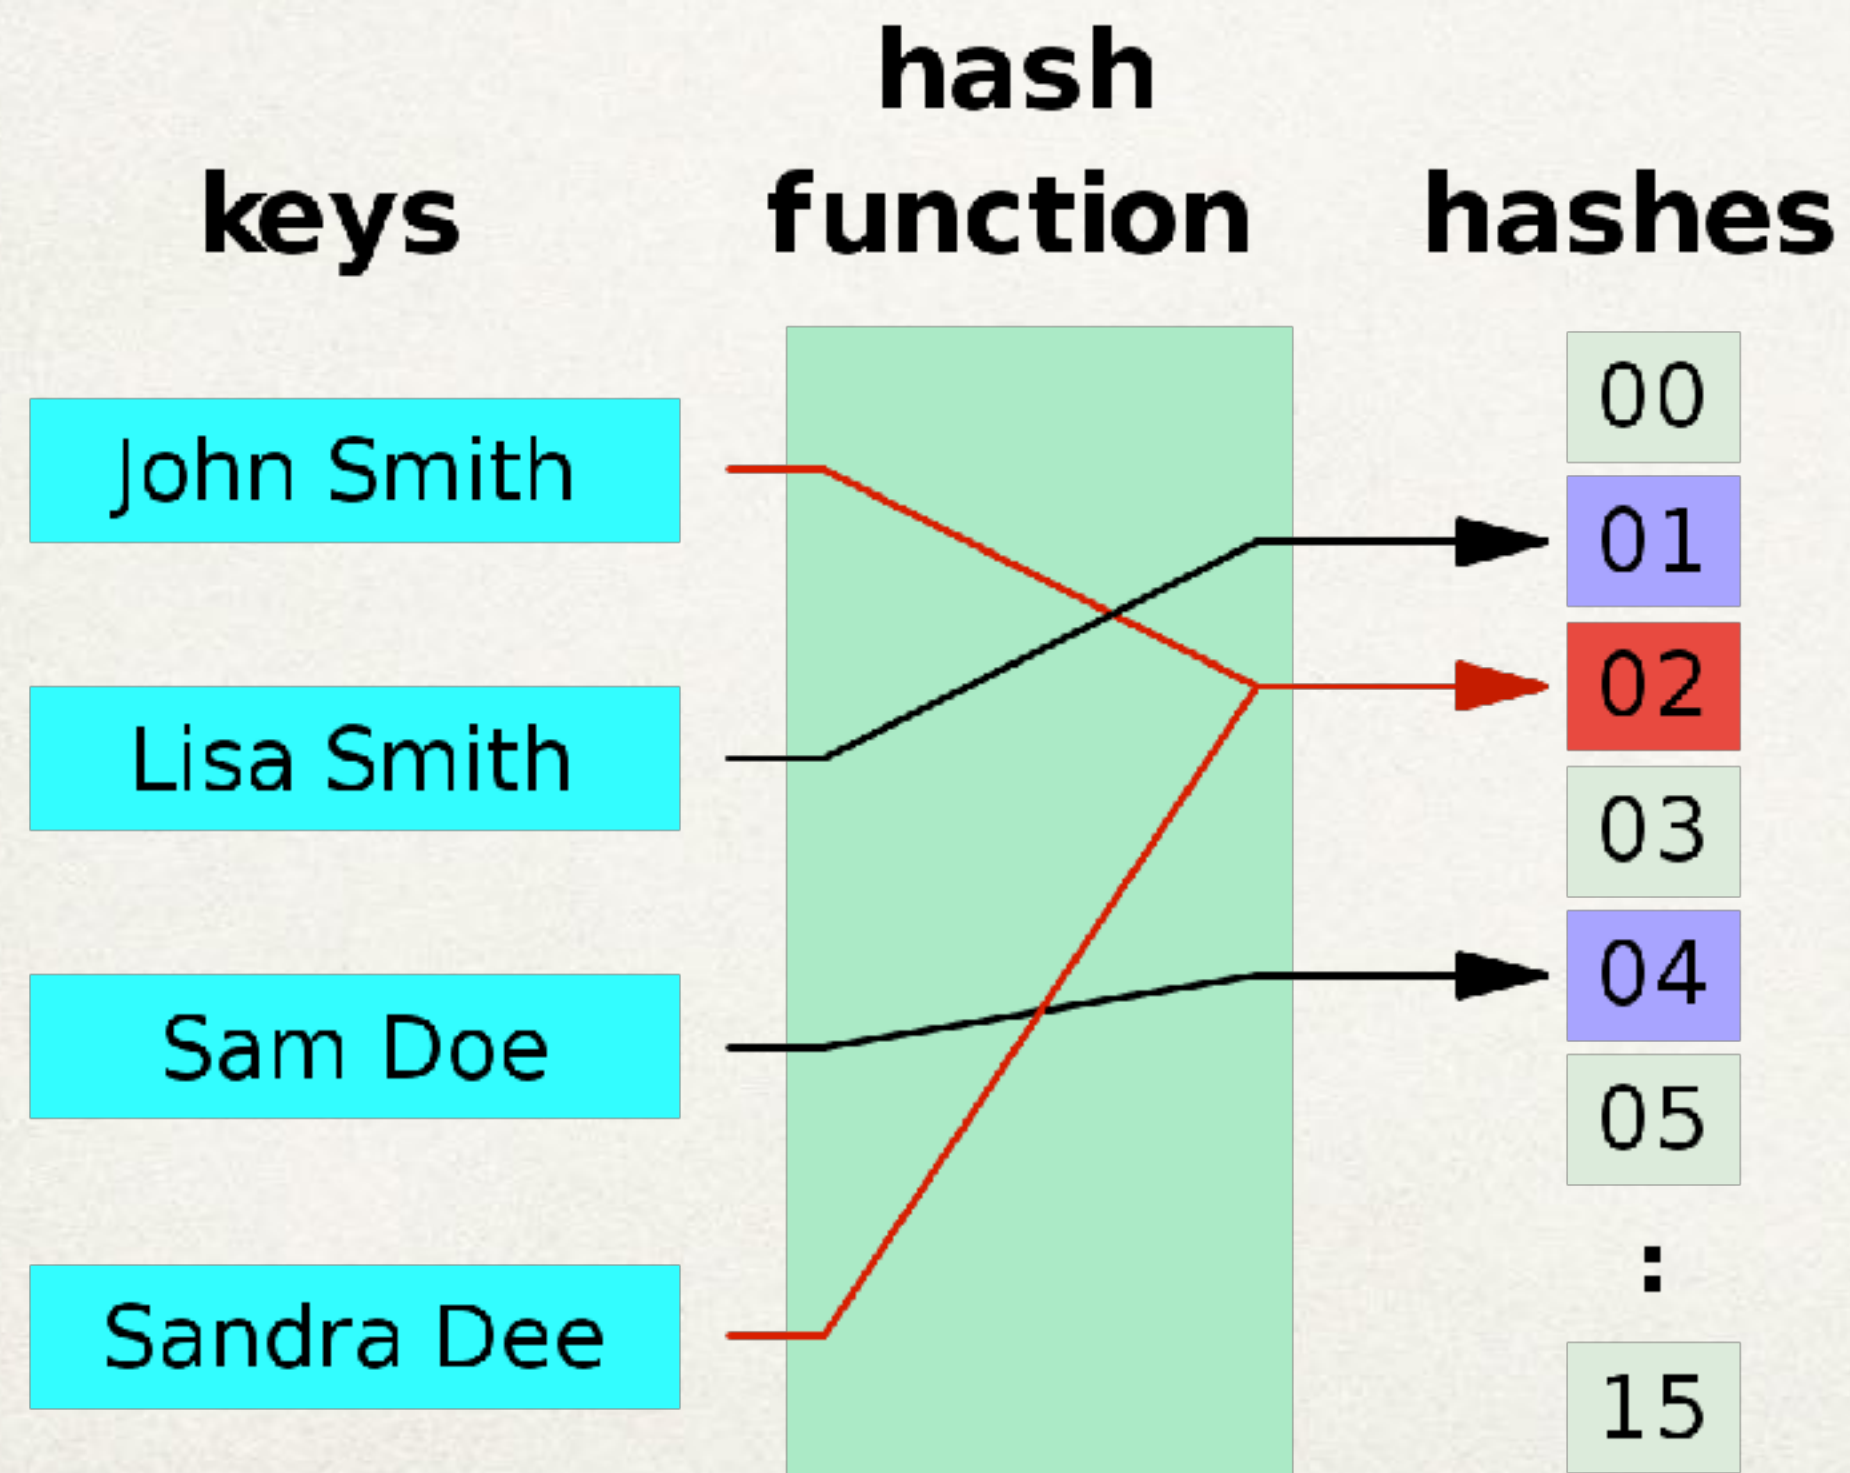 hash
keys function hashes
John Smith
Lisa Smith
Sam Doe
Sandra Dee
00
01
02
03
04
05
:
15